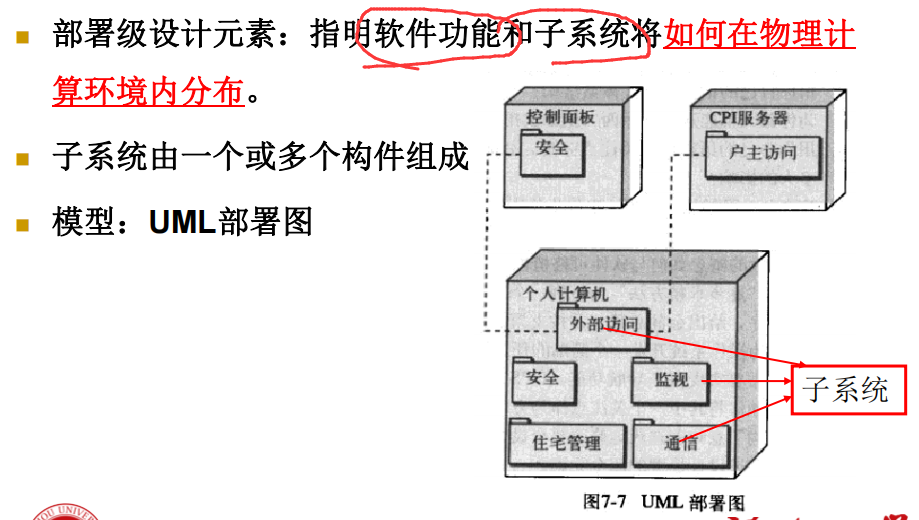 部署级设计元素：指明软件功能和子系统将如何在物理计
算环境内分布。
子系统由一个或多个构件组成
模型：UML部署图
控制面板
安全
CPI服务器
户主访问
个人计算机
外部访问
安全
监视
住宅管理
通信
子系统
图7-7 UML 部署图